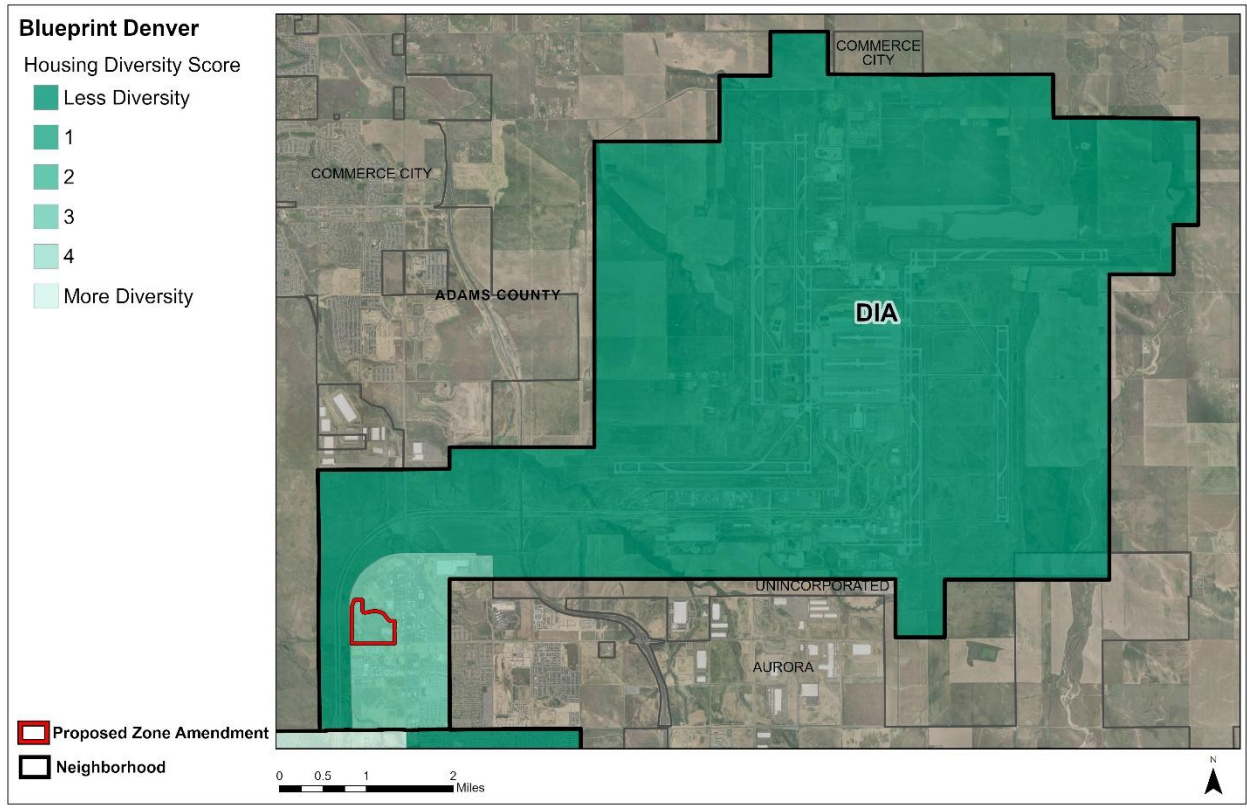 Blueprint Denver
Housing Diversity Score
Less Diversity
1
2
3
4
More Diversity
Proposed Zone Amendment
Neighborhood
COMMERCE
CITY
COMMERCE CITY
ADAMS COUNTY
DIA
UNINCORPORATED
AURORA
0 0.5 1 2
Miles
N